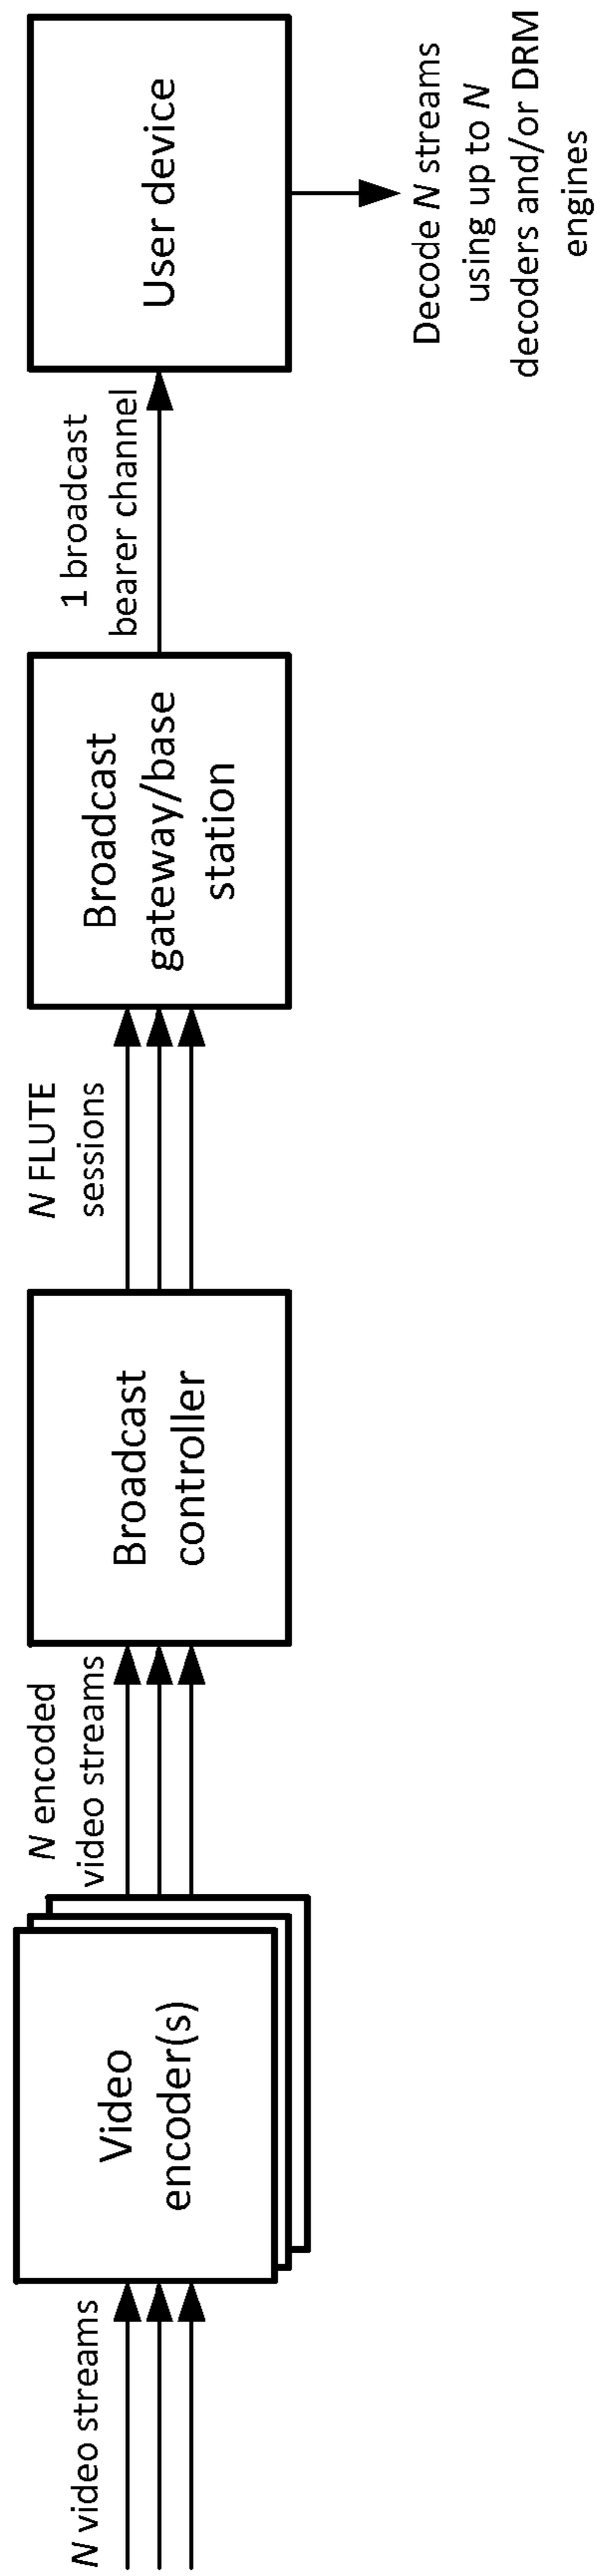 N video streams
Video
encoder(s)
N encoded
video streams
Broadcast
controller
N FLUTE
sessions
Broadcast
gateway/base
station
1 broadcast
bearer channel
User device
Decode N streams
using up to N
decoders and/or DRM
engines